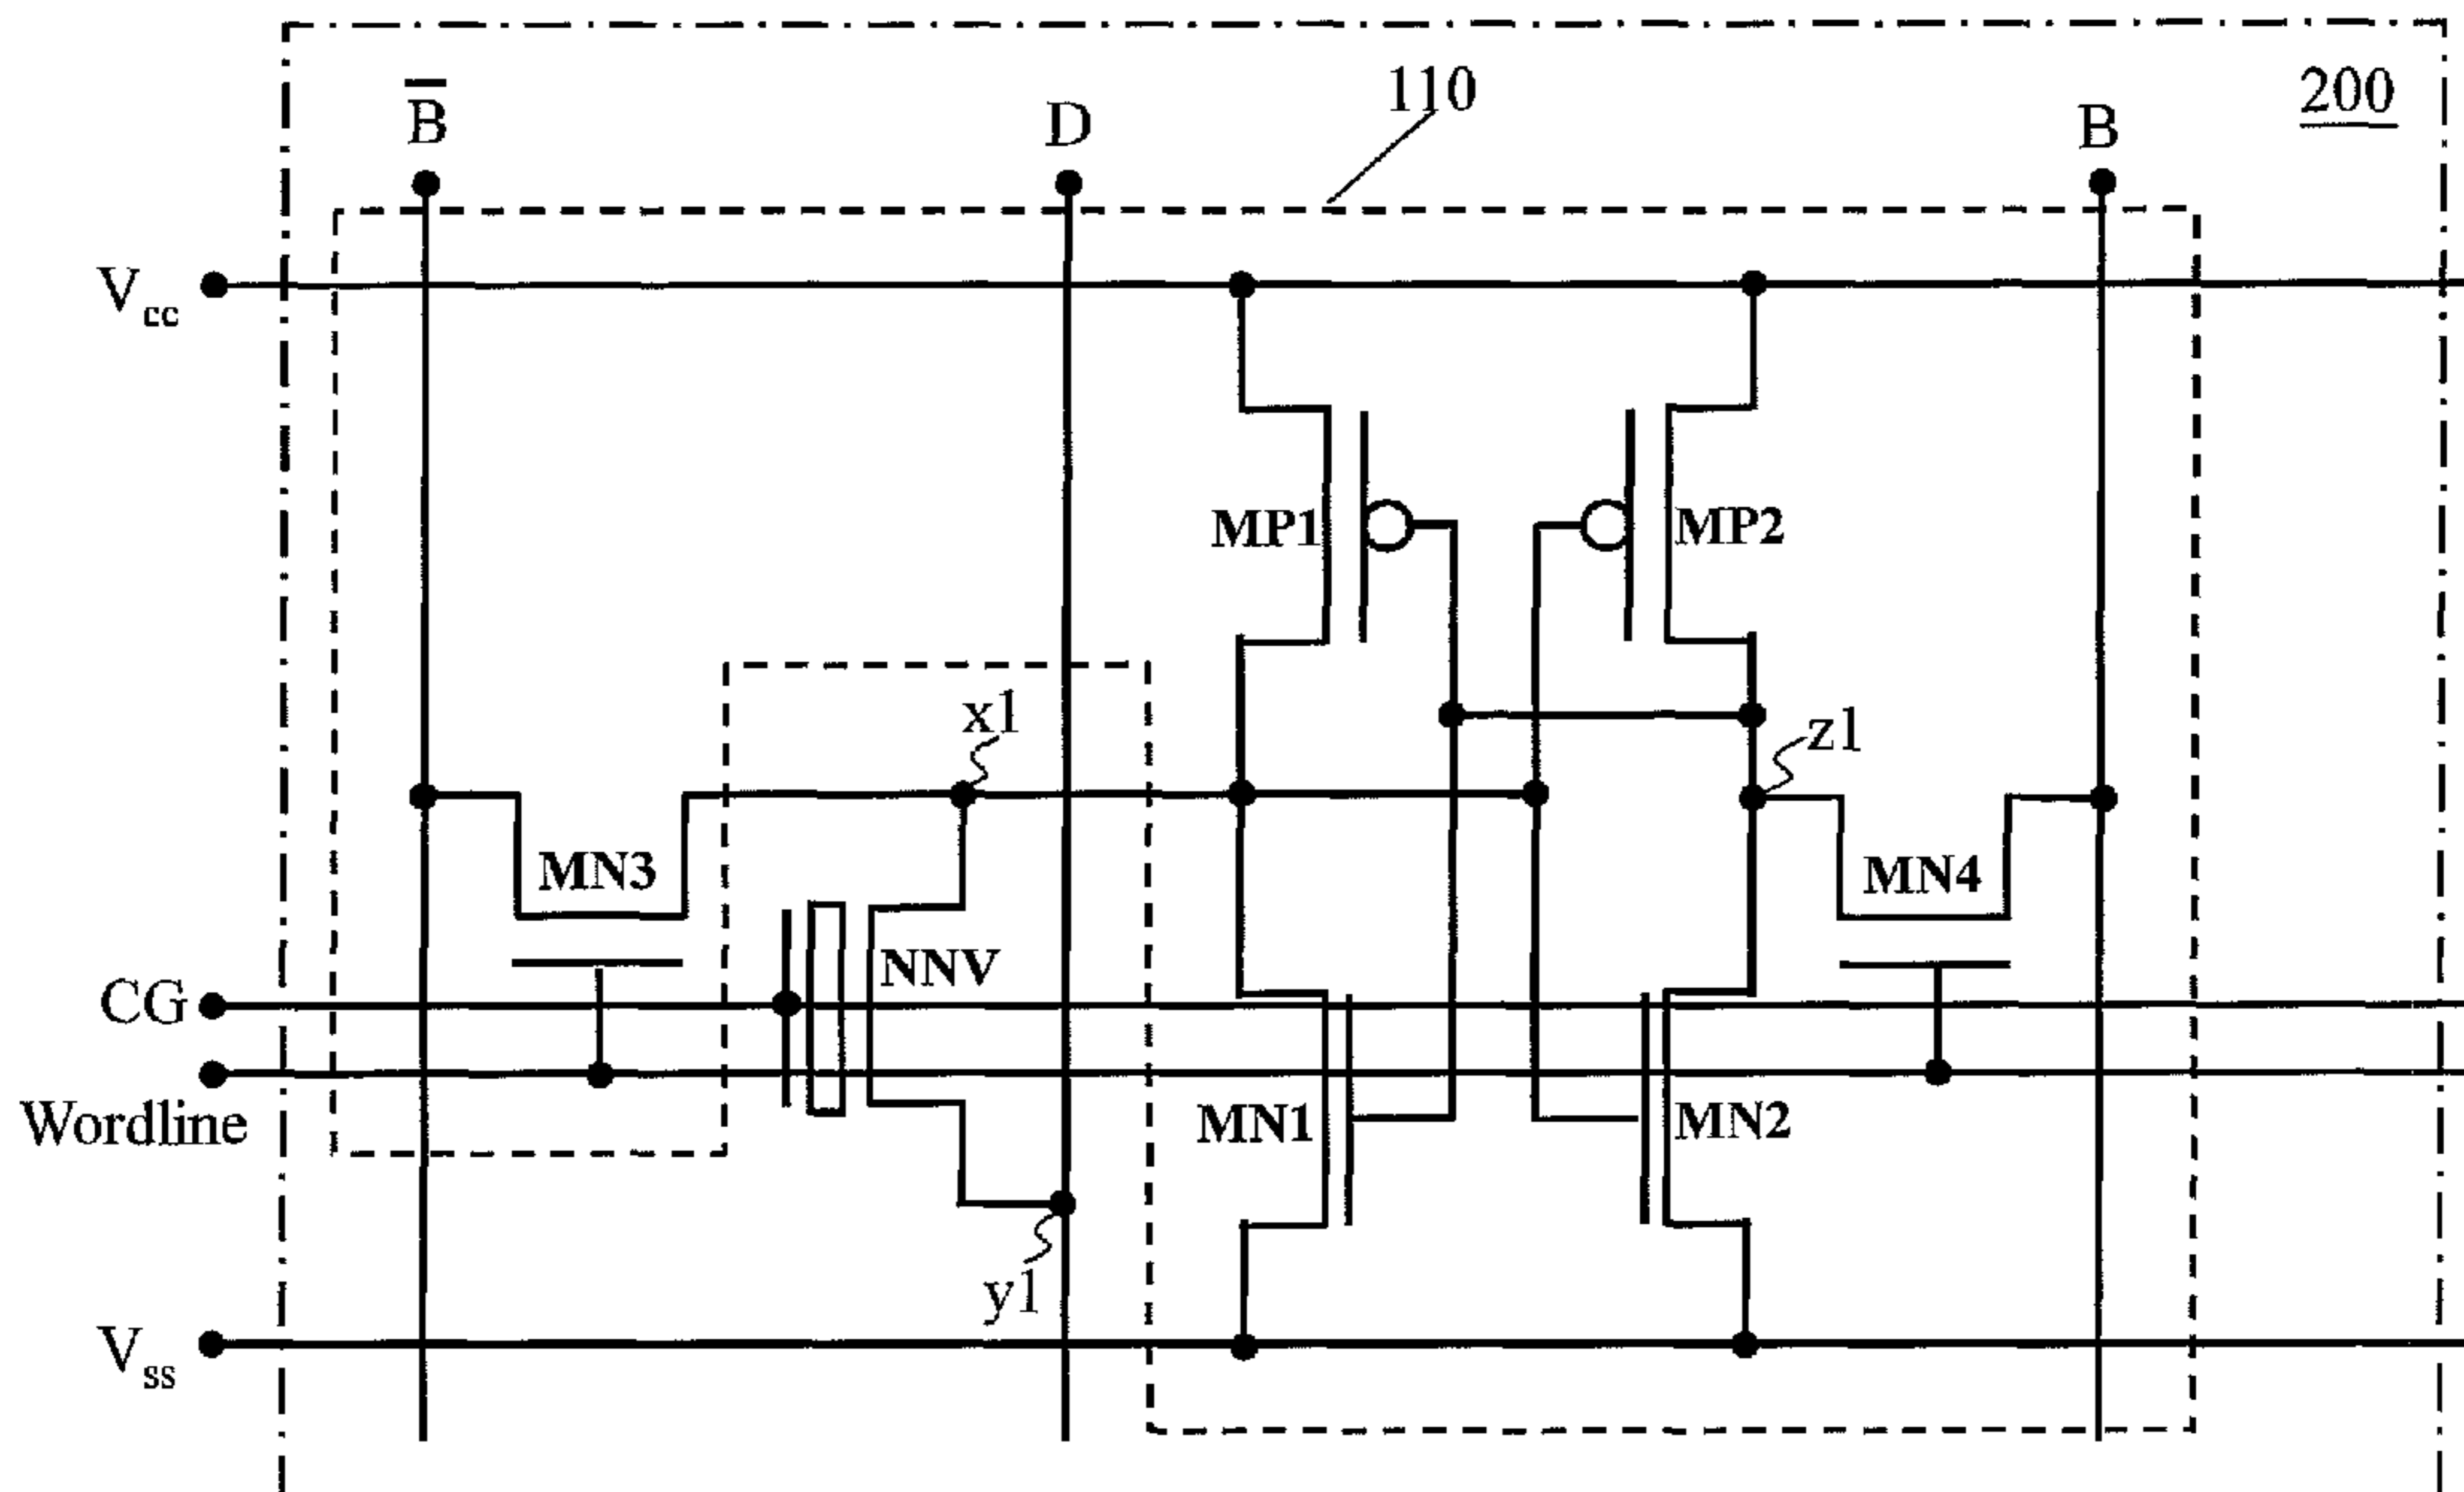 B̅
D
110
B
200
Vcc
MP1
MP2
x1
z1
MN3
MN4
NNV
CG
Wordline
MN1
MN2
y1
Vss